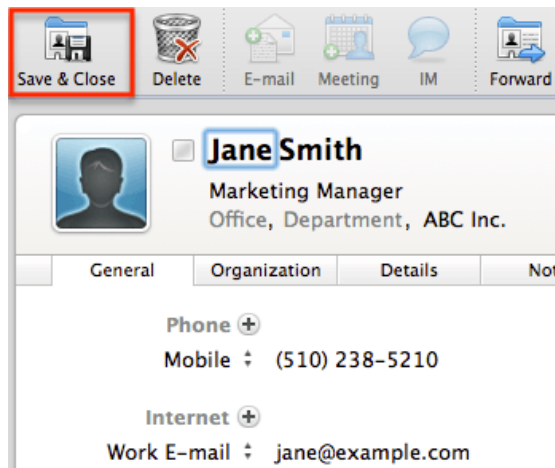 Save & Close Delete E-mail Meeting IM Forward
Jane Smith
Marketing Manager
Office, Department, ABC Inc.
General Organization Details
Phone
Mobile (510) 238-5210
Internet
Work E-mail jane@example.com